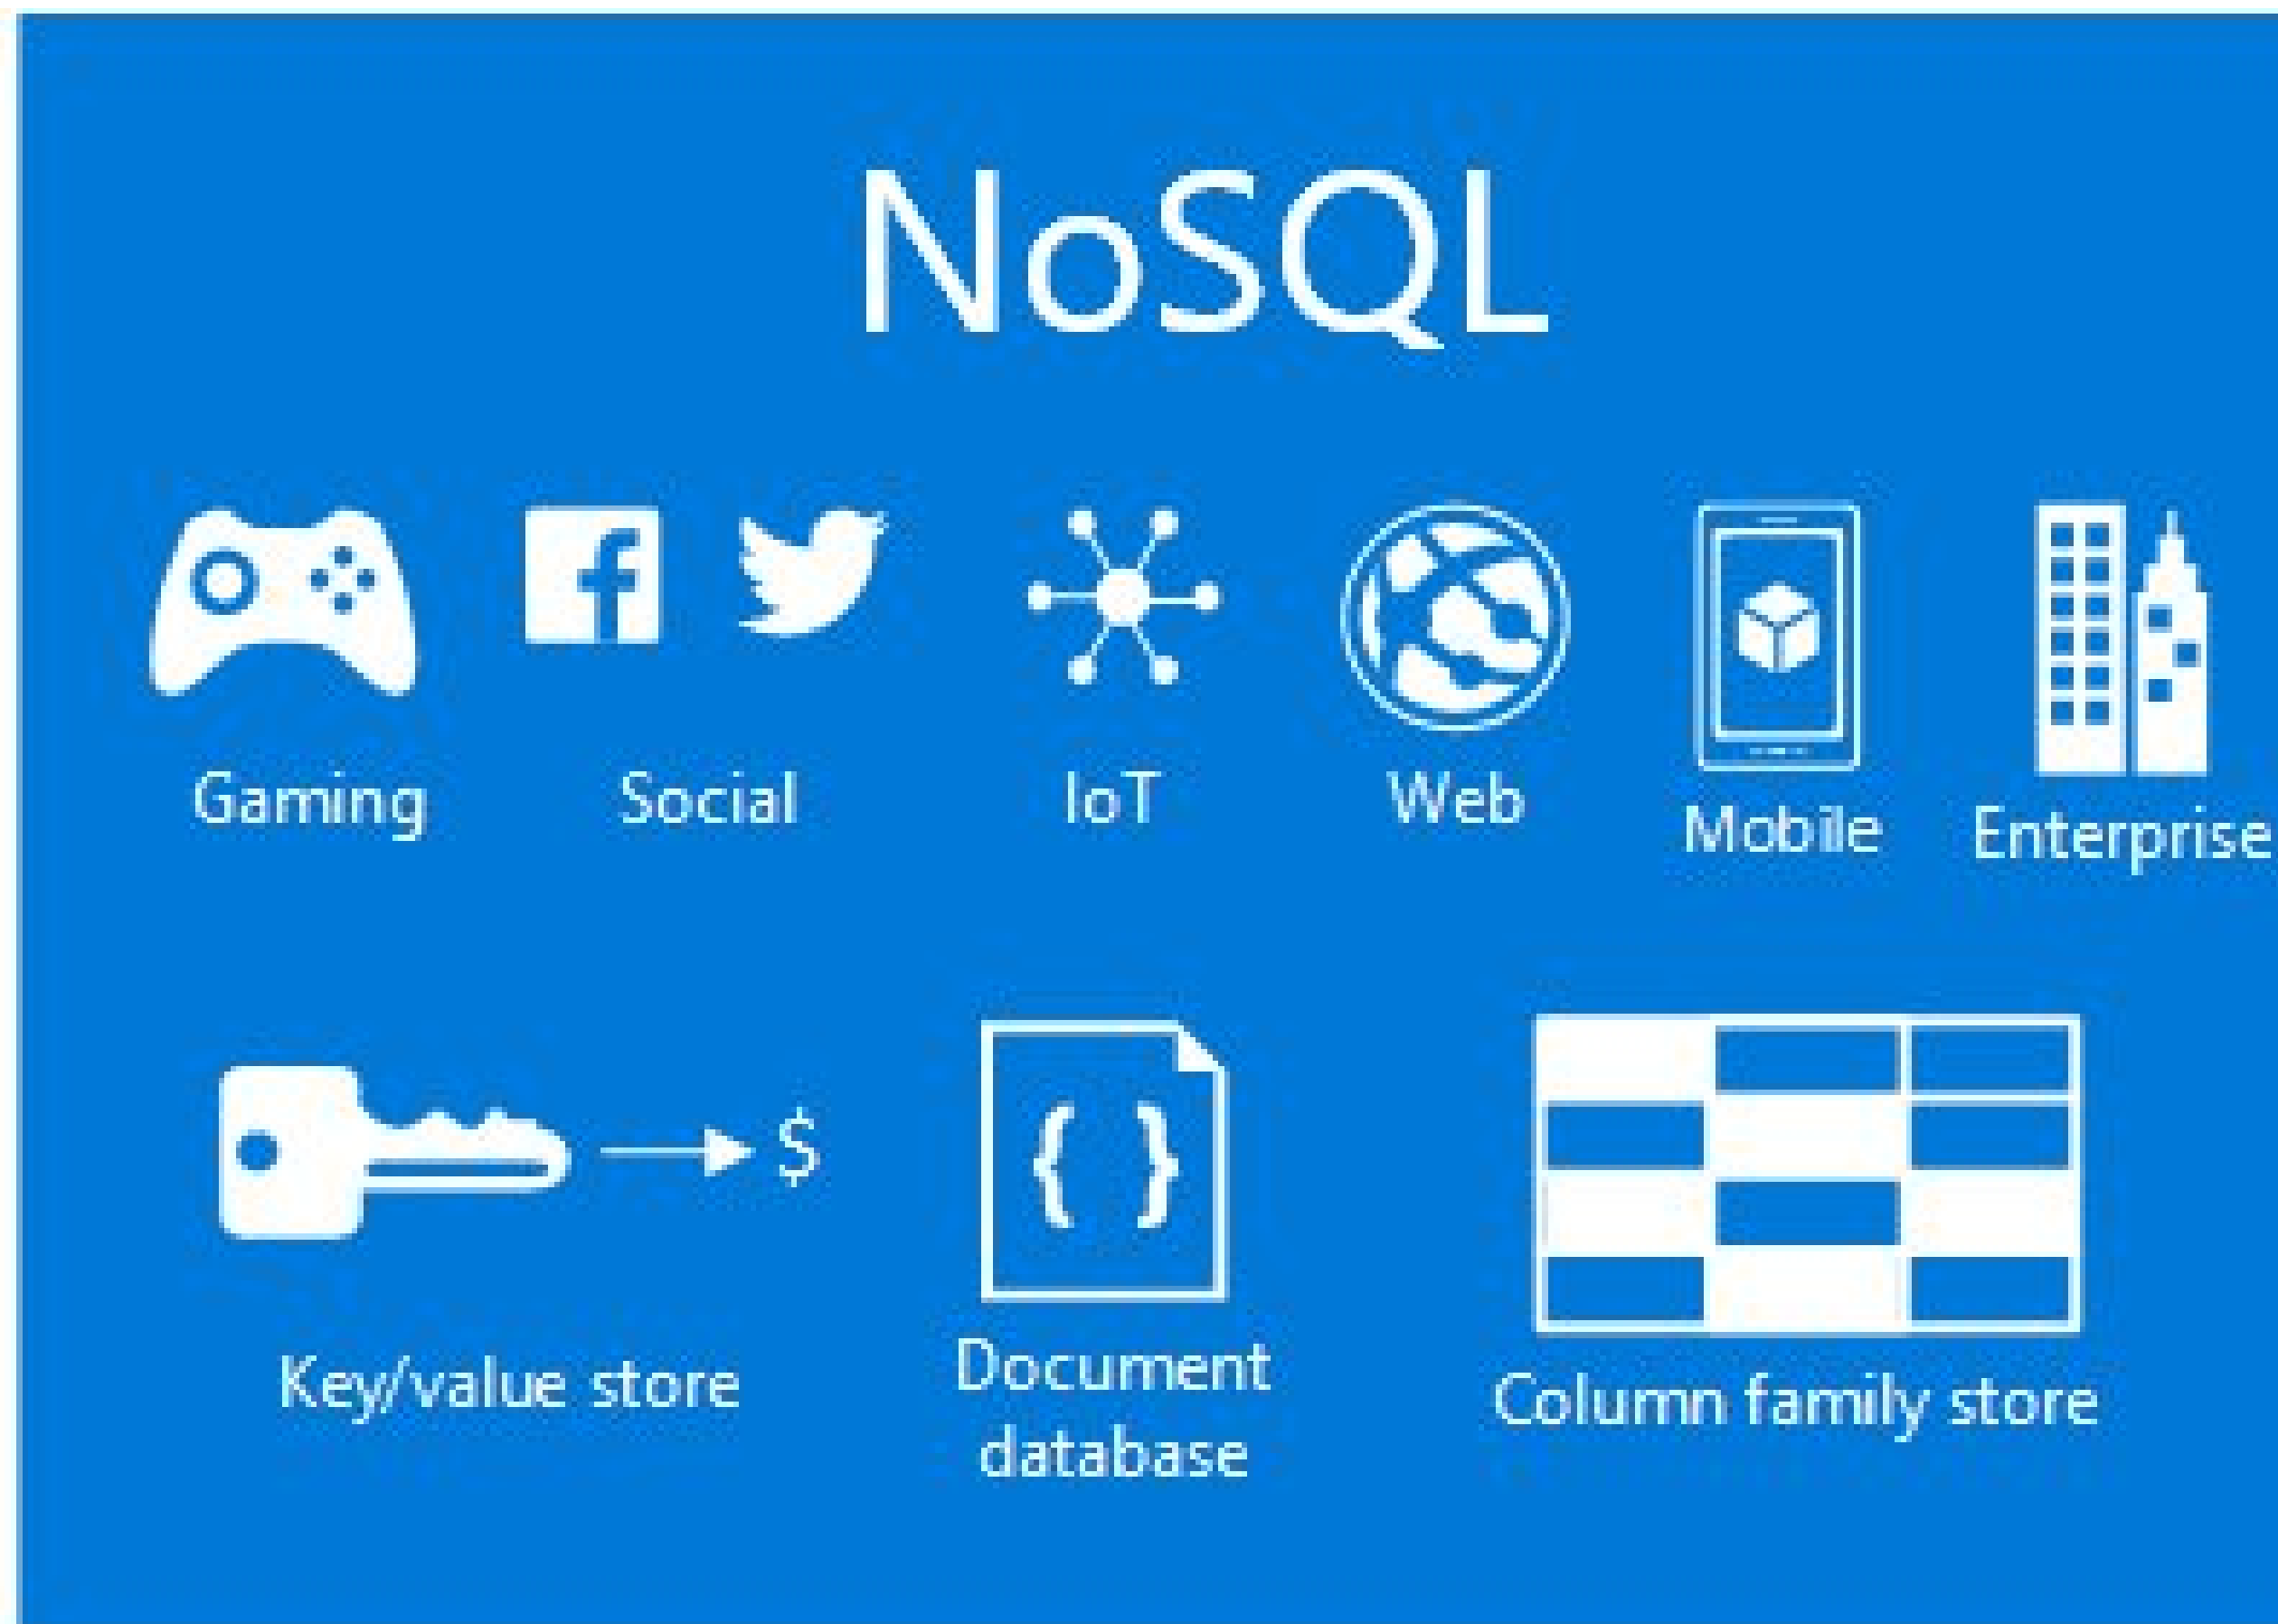 NoSQL
Gaming
Social
IoT
Web
Mobile
Enterprise
$
{ }
Key/value store
Document
database
Column family store